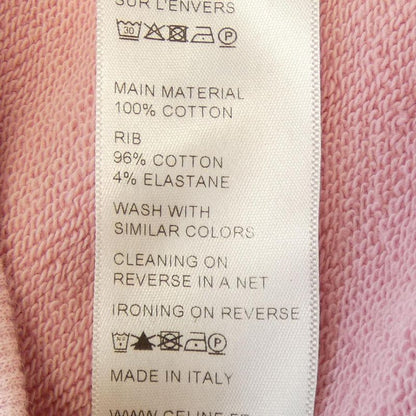 SUR L'ENVERS
30
MAIN MATERIAL
100% COTTON
RIB
96% COTTON
4% ELASTANE
WASH WITH
SIMILAR COLORS
CLEANING ON
REVERSE IN A NET
IRONING ON REVERSE
MADE IN ITALY